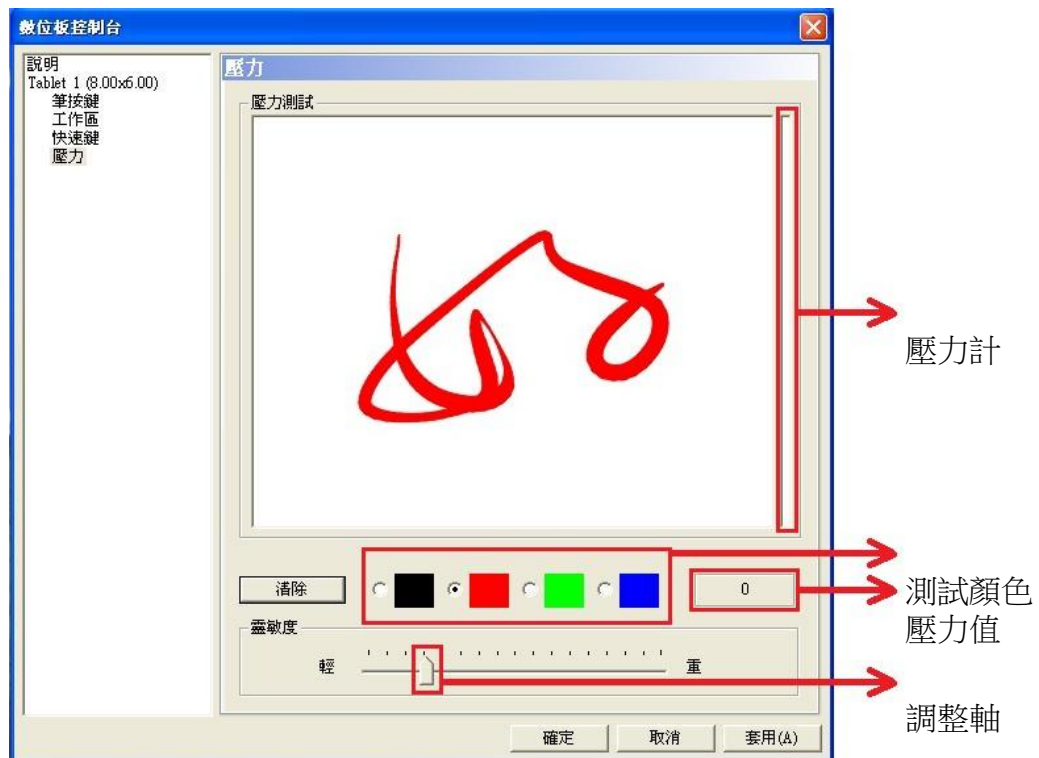 數位板控制台
說明
Tablet 1 (8.00x6.00)
筆按鍵
工作區
快速鍵
壓力
壓力
壓力測試
壓力計
清除
0
測試顏色
壓力值
靈敏度
輕
重
調整軸
確定
取消
套用(A)